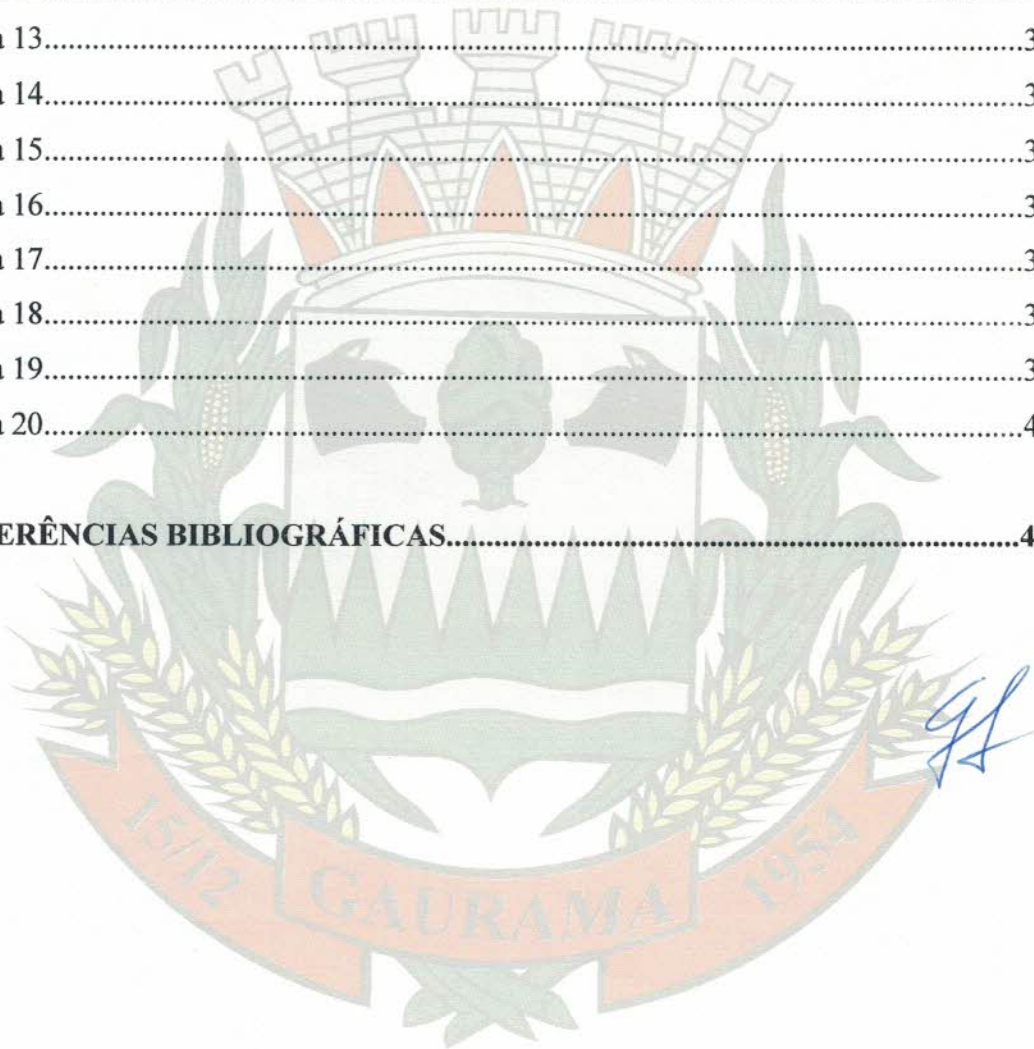 a 13 3
a 14 3
a 15 3
a 16 3
a 17 3
a 18 3
a 19 3
a 20 4
ERÊNCIAS BIBLIOGRÁFICAS 4
15/12 GAURAMA 1954